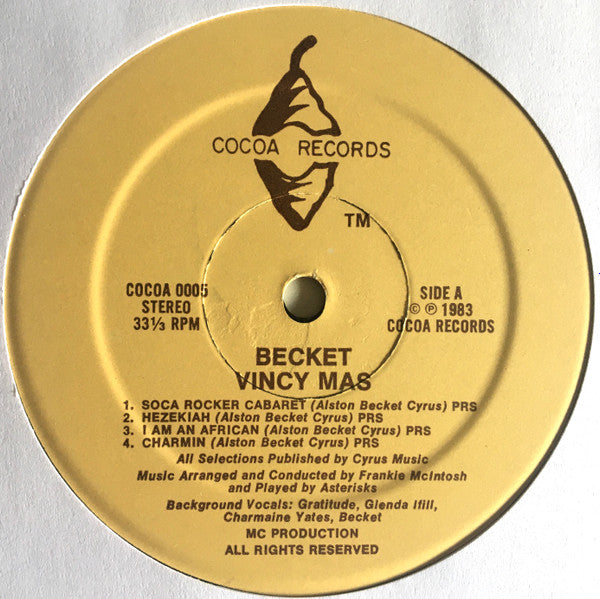 COCOA RECORDS
TM
COCOA 0005
STEREO
33⅓ RPM
SIDE A
© ℗ 1983
COCOA RECORDS
BECKET
VINCY MAS
1. SOCA ROCKER CABARET (Alston Becket Cyrus) PRS
2. HEZEKIAH (Alston Becket Cyrus) PRS
3. I AM AN AFRICAN (Alston Becket Cyrus) PRS
4. CHARMIN (Alston Becket Cyrus) PRS
All Selections Published by Cyrus Music
Music Arranged and Conducted by Frankie McIntosh
and Played by Asterisks
Background Vocals: Gratitude, Glenda Ifill,
Charmaine Yates, Becket
MC PRODUCTION
ALL RIGHTS RESERVED